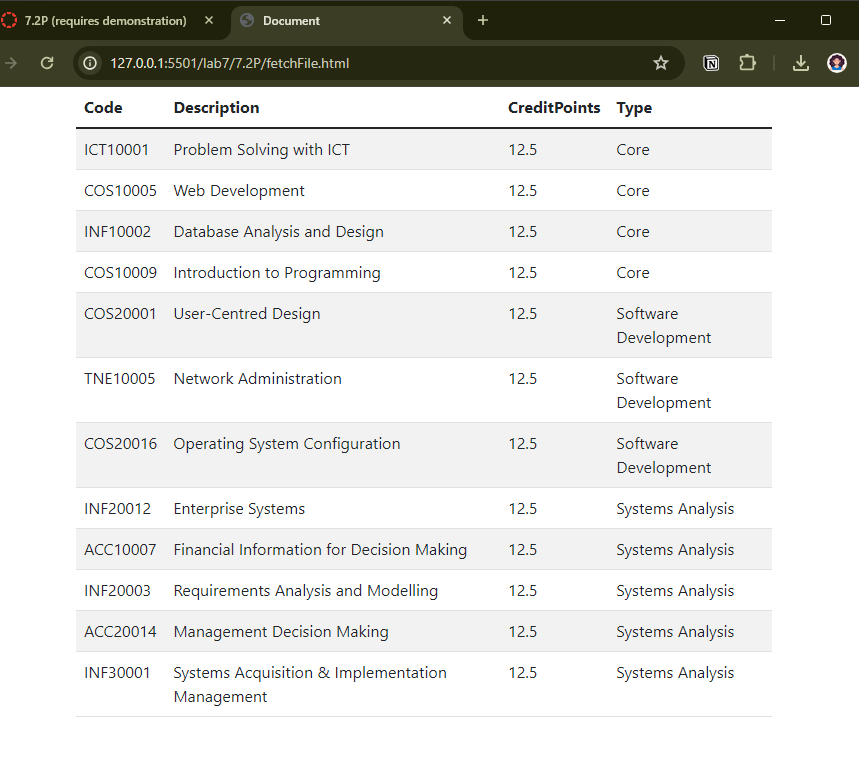 7.2P (requires demonstration)
Document
127.0.0.1:5501/lab7/7.2P/fetchFile.html
Code Description CreditPoints Type
ICT10001 Problem Solving with ICT 12.5 Core
COS10005 Web Development 12.5 Core
INF10002 Database Analysis and Design 12.5 Core
COS10009 Introduction to Programming 12.5 Core
COS20001 User-Centred Design 12.5 Software
Development
TNE10005 Network Administration 12.5 Software
Development
COS20016 Operating System Configuration 12.5 Software
Development
INF20012 Enterprise Systems 12.5 Systems Analysis
ACC10007 Financial Information for Decision Making 12.5 Systems Analysis
INF20003 Requirements Analysis and Modelling 12.5 Systems Analysis
ACC20014 Management Decision Making 12.5 Systems Analysis
INF30001 Systems Acquisition & Implementation 12.5 Systems Analysis
Management